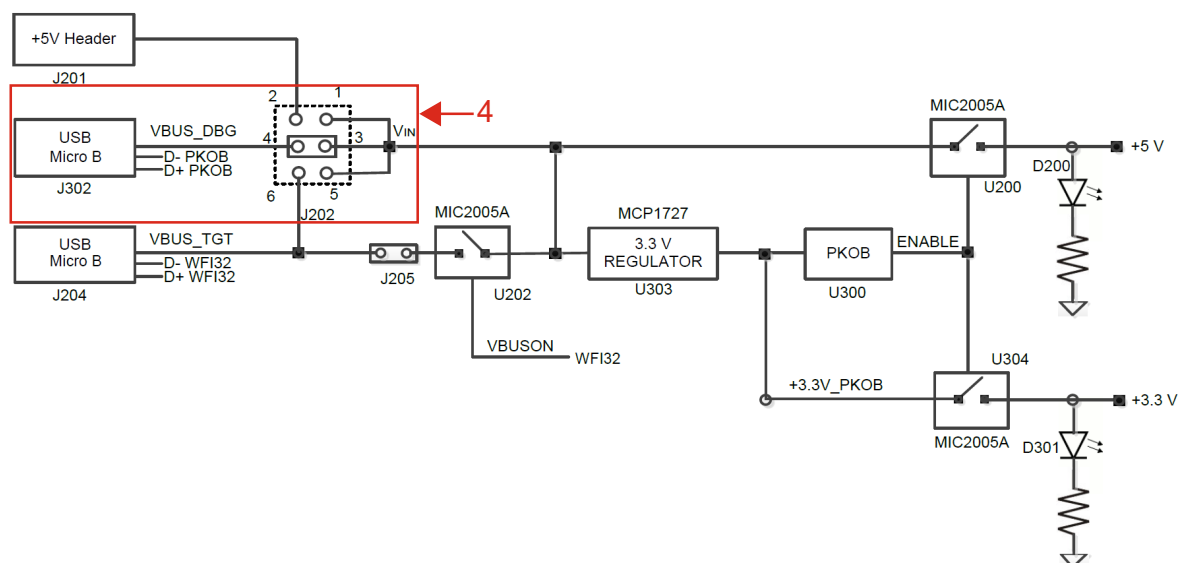 +5V Header
J201
2
1
4
USB
Micro B
VBUS_DBG
D- PKOB
D+ PKOB
J302
4
3
VIN
6
5
J202
MIC2005A
U200
+5 V
D200
USB
Micro B
VBUS_TGT
D- WFI32
D+ WFI32
J204
J205
MIC2005A
U202
MCP1727
3.3 V
REGULATOR
U303
PKOB
U300
ENABLE
VBUSON
WFI32
+3.3V_PKOB
U304
MIC2005A
+3.3 V
D301